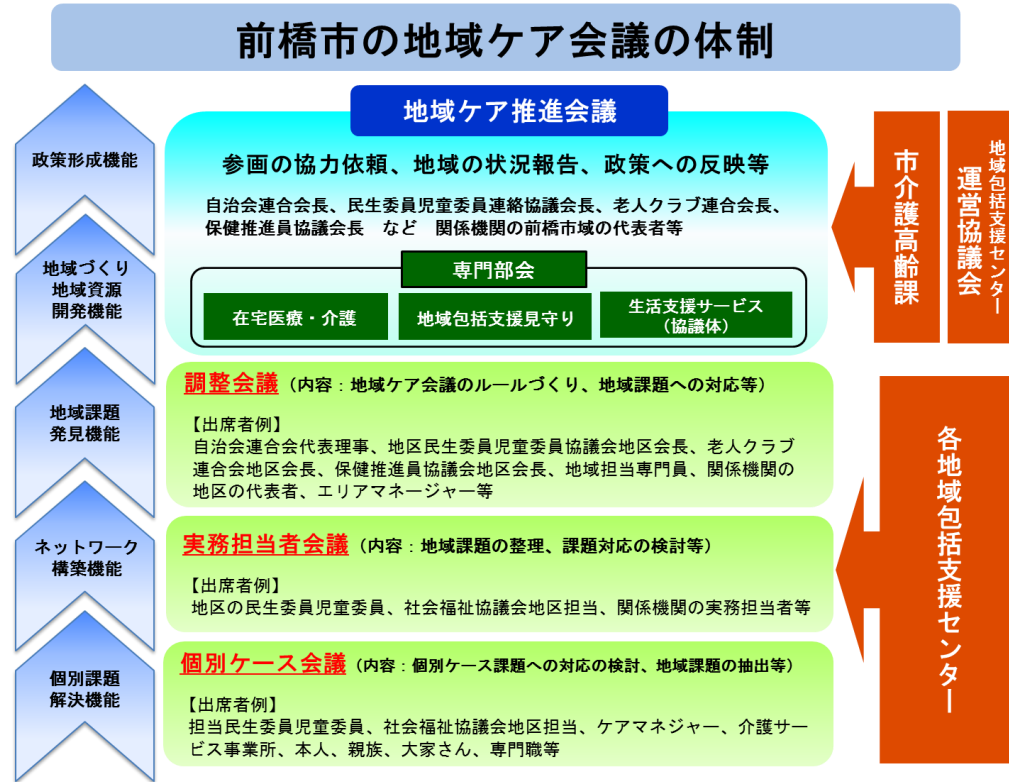 前橋市の地域ケア会議の体制
政策形成機能
地域づくり
地域資源
開発機能
地域課題
発見機能
ネットワーク
構築機能
個別課題
解決機能
地域ケア推進会議
参画の協力依頼、地域の状況報告、政策への反映等
自治会連合会長、民生委員児童委員連絡協議会長、老人クラブ連合会長、
保健推進員協議会長　など　関係機関の前橋市域の代表者等
専門部会
在宅医療・介護
地域包括支援見守り
生活支援サービス
（協議体）
調整会議（内容：地域ケア会議のルールづくり、地域課題への対応等）
【出席者例】
自治会連合会代表理事、地区民生委員児童委員協議会地区会長、老人クラブ
連合会地区会長、保健推進員協議会地区会長、地域担当専門員、関係機関の
地区の代表者、エリアマネージャー等
実務担当者会議（内容：地域課題の整理、課題対応の検討等）
【出席者例】
地区の民生委員児童委員、社会福祉協議会地区担当、関係機関の実務担当者等
個別ケース会議（内容：個別ケース課題への対応の検討、地域課題の抽出等）
【出席者例】
担当民生委員児童委員、社会福祉協議会地区担当、ケアマネジャー、介護サー
ビス事業所、本人、親族、大家さん、専門職等
市介護高齢課
地域包括支援センター
運営協議会
各地域包括支援センター